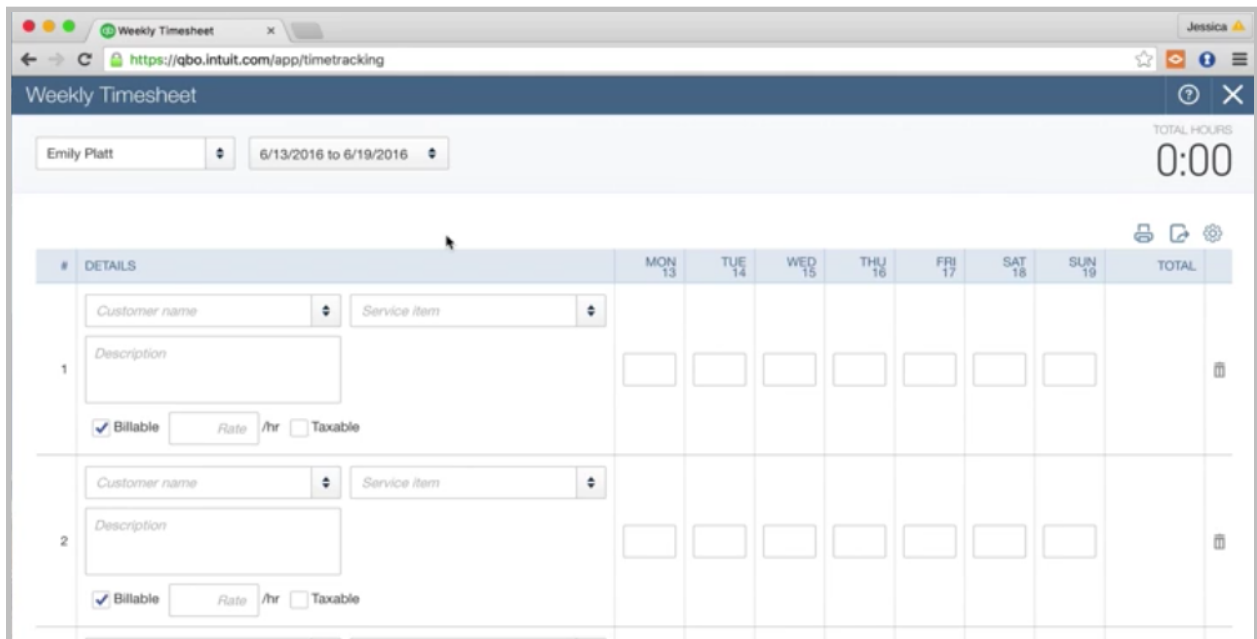 Weekly Timesheet
Jessica
https://qbo.intuit.com/app/timetracking
Weekly Timesheet
TOTAL HOURS
Emily Platt
6/13/2016 to 6/19/2016
0:00
# DETAILS MON 13 TUE 14 WED 15 THU 16 FRI 17 SAT 18 SUN 19 TOTAL
Customer name Service item
Description
1
Billable Rate /hr Taxable
Customer name Service item
Description
2
Billable Rate /hr Taxable